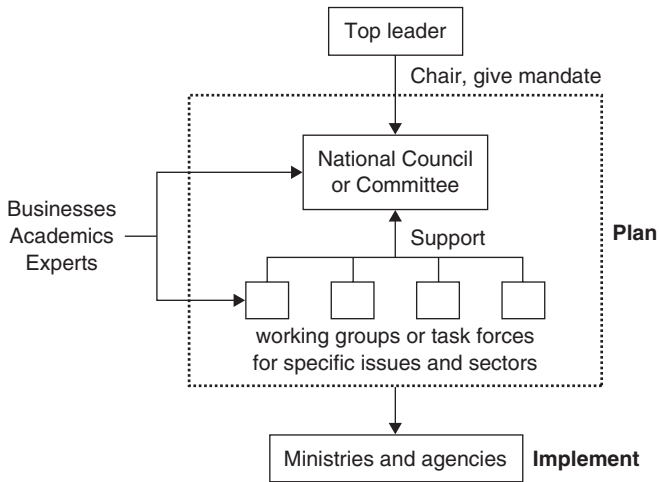 Top leader
Chair, give mandate
National Council
or Committee
Businesses
Academics
Experts
Support
Plan
working groups or task forces
for specific issues and sectors
Ministries and agencies
Implement